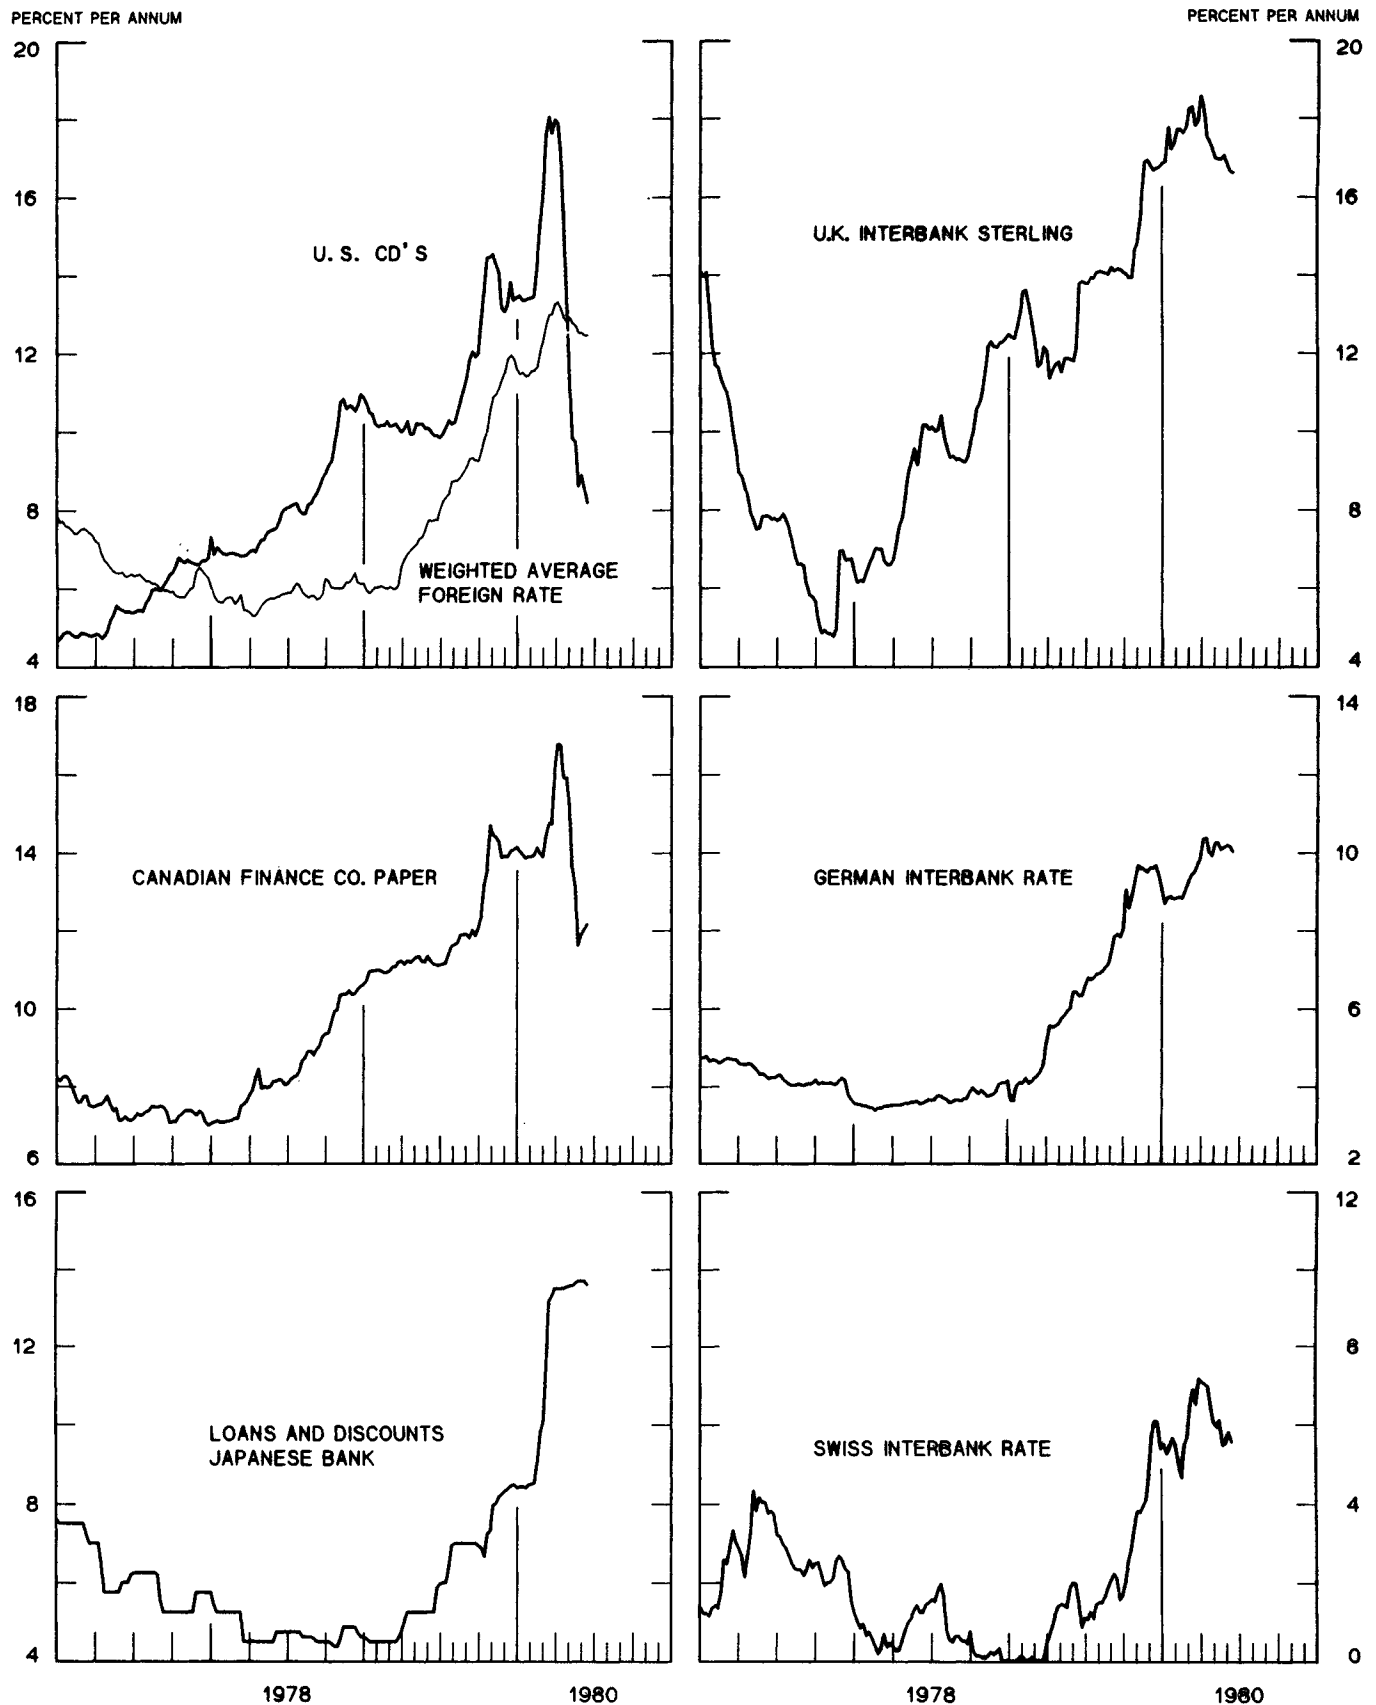 PERCENT PER ANNUM
PERCENT PER ANNUM
20
16
12
8
4
U.S. CD'S
WEIGHTED AVERAGE
FOREIGN RATE
20
16
12
8
4
U.K. INTERBANK STERLING
18
14
10
6
CANADIAN FINANCE CO. PAPER
14
10
6
2
GERMAN INTERBANK RATE
16
12
8
4
LOANS AND DISCOUNTS
JAPANESE BANK
12
8
4
0
SWISS INTERBANK RATE
1978
1980
1978
1980